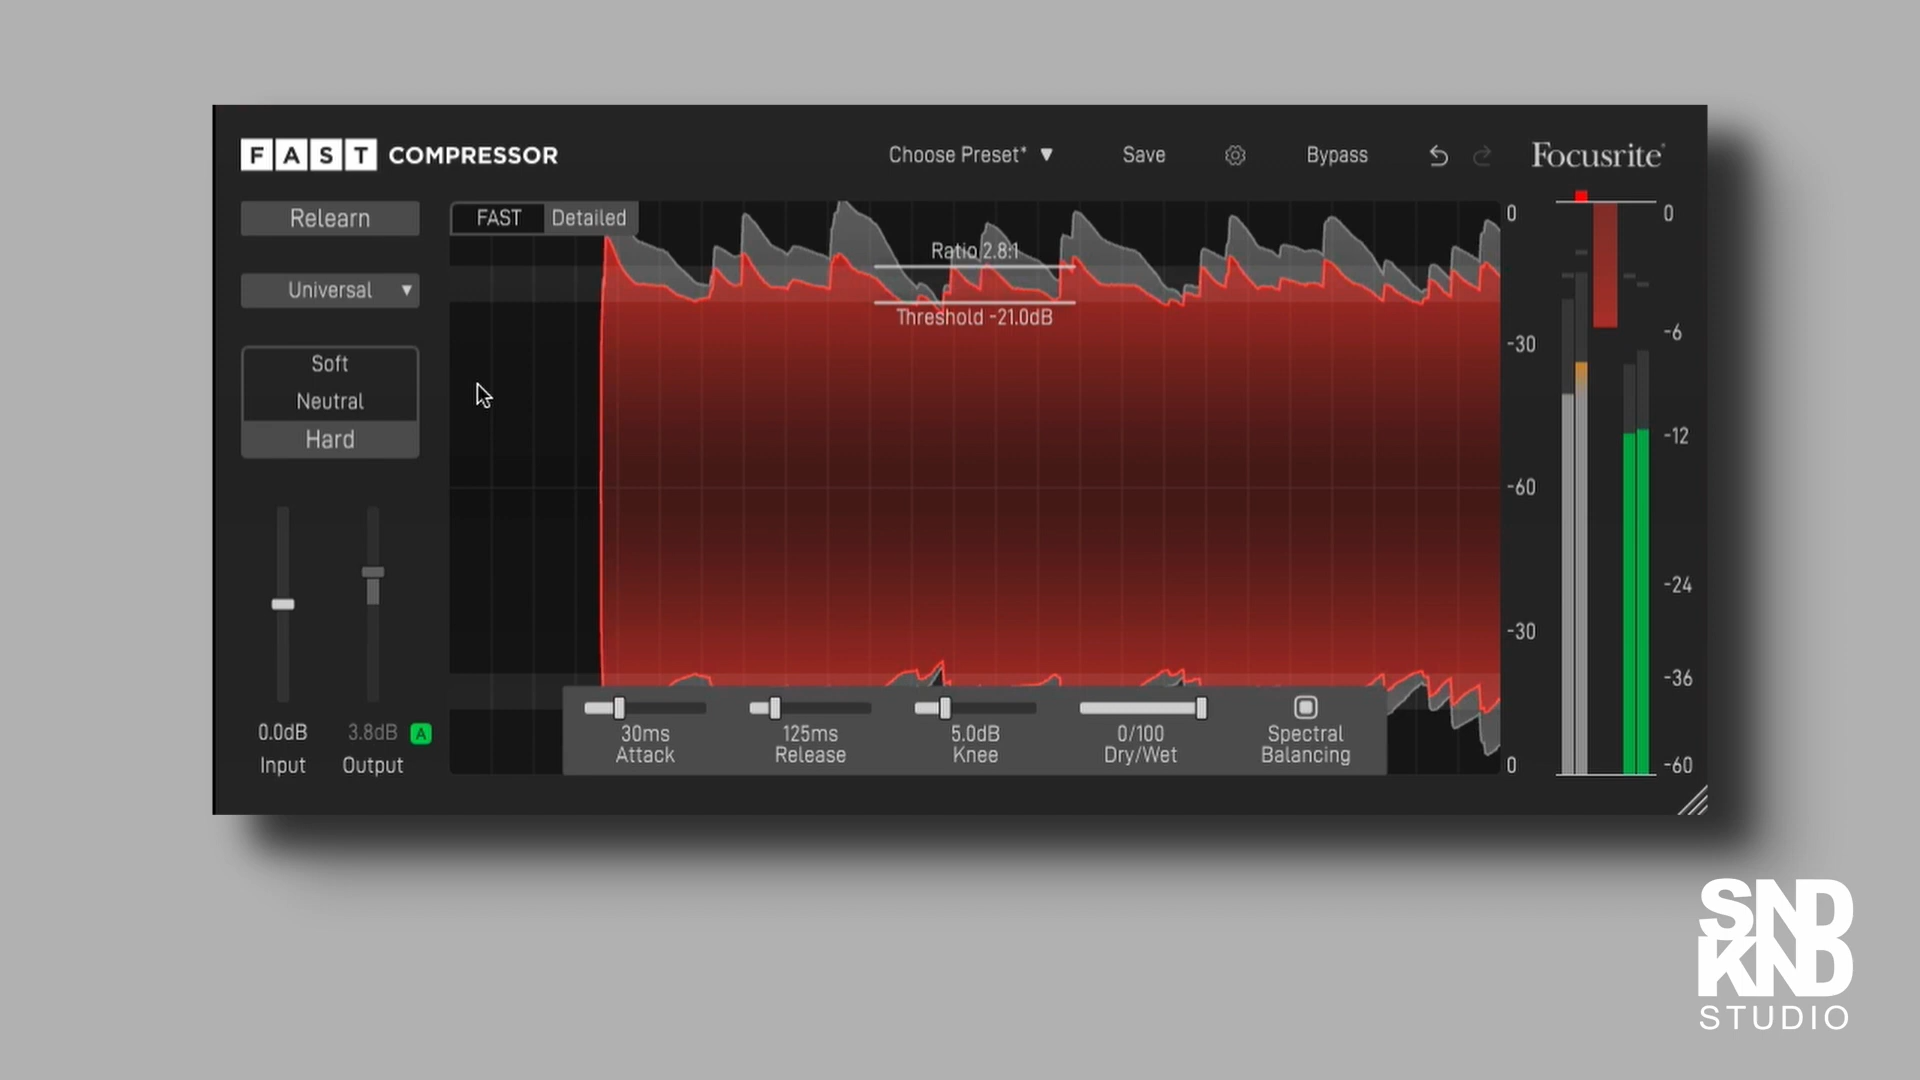 FAST COMPRESSOR
Choose Preset* ▼
Save
Bypass
Focusrite
Relearn
FAST Detailed
Universal ▼
Soft
Neutral
Hard
Ratio 2.8:1
Threshold -21.0dB
0
-30
-60
-30
0
0
-6
-12
-24
-36
-60
0.0dB
Input
3.8dB A
Output
30ms
Attack
125ms
Release
5.0dB
Knee
0/100
Dry/Wet
Spectral
Balancing
SND
KND
STUDIO